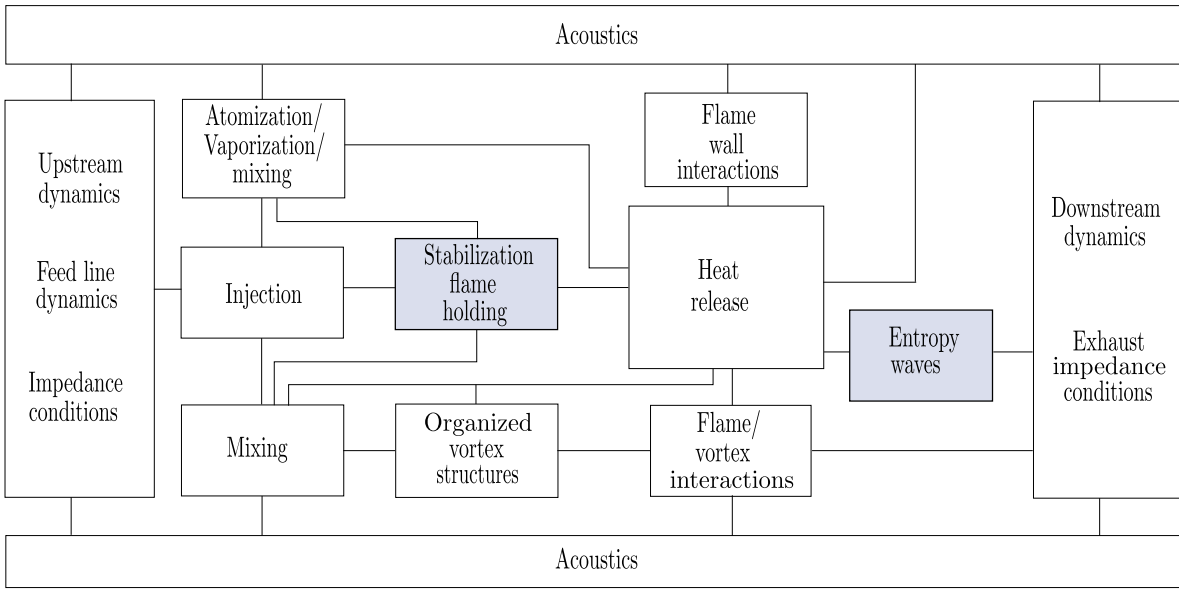 Acoustics
Upstream
dynamics
Feed line
dynamics
Impedance
conditions
Atomization/
Vaporization/
mixing
Injection
Mixing
Stabilization
flame
holding
Organized
vortex
structures
Flame
wall
interactions
Heat
release
Flame/
vortex
interactions
Entropy
waves
Downstream
dynamics
Exhaust
impedance
conditions
Acoustics